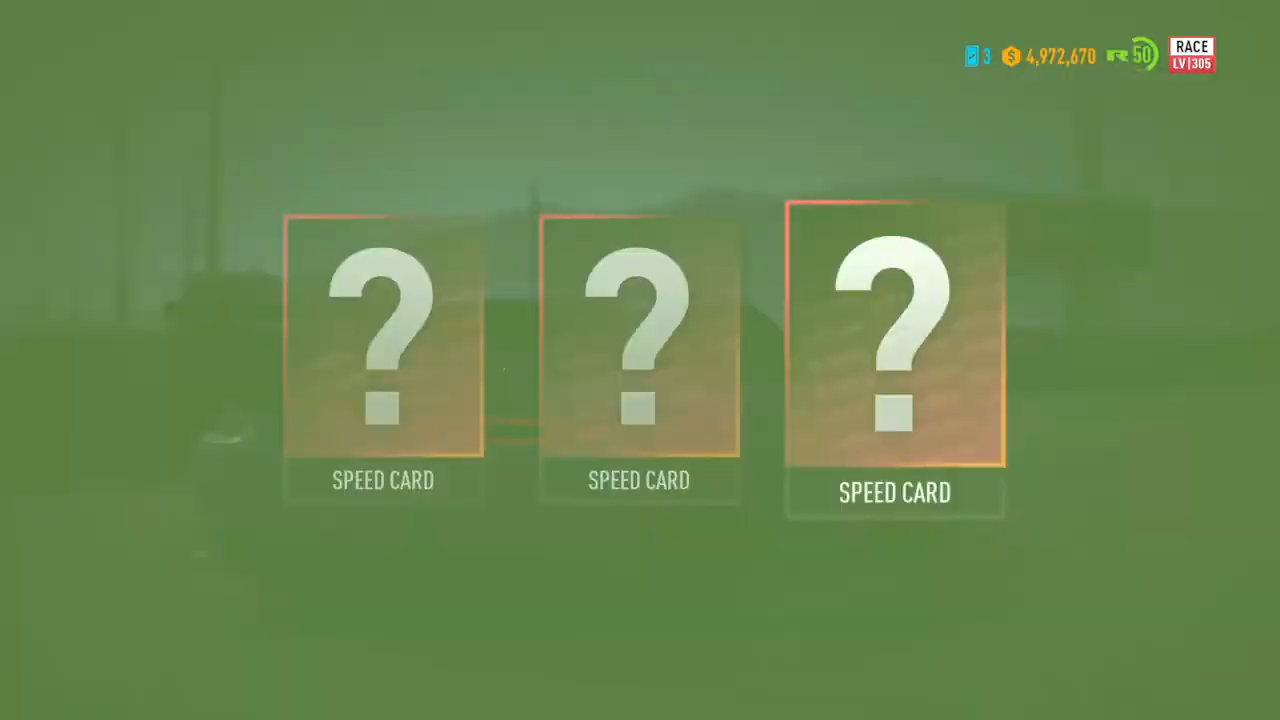 3 4,972,670 R 50 RACE
LV|305
? ? ?
SPEED CARD SPEED CARD SPEED CARD